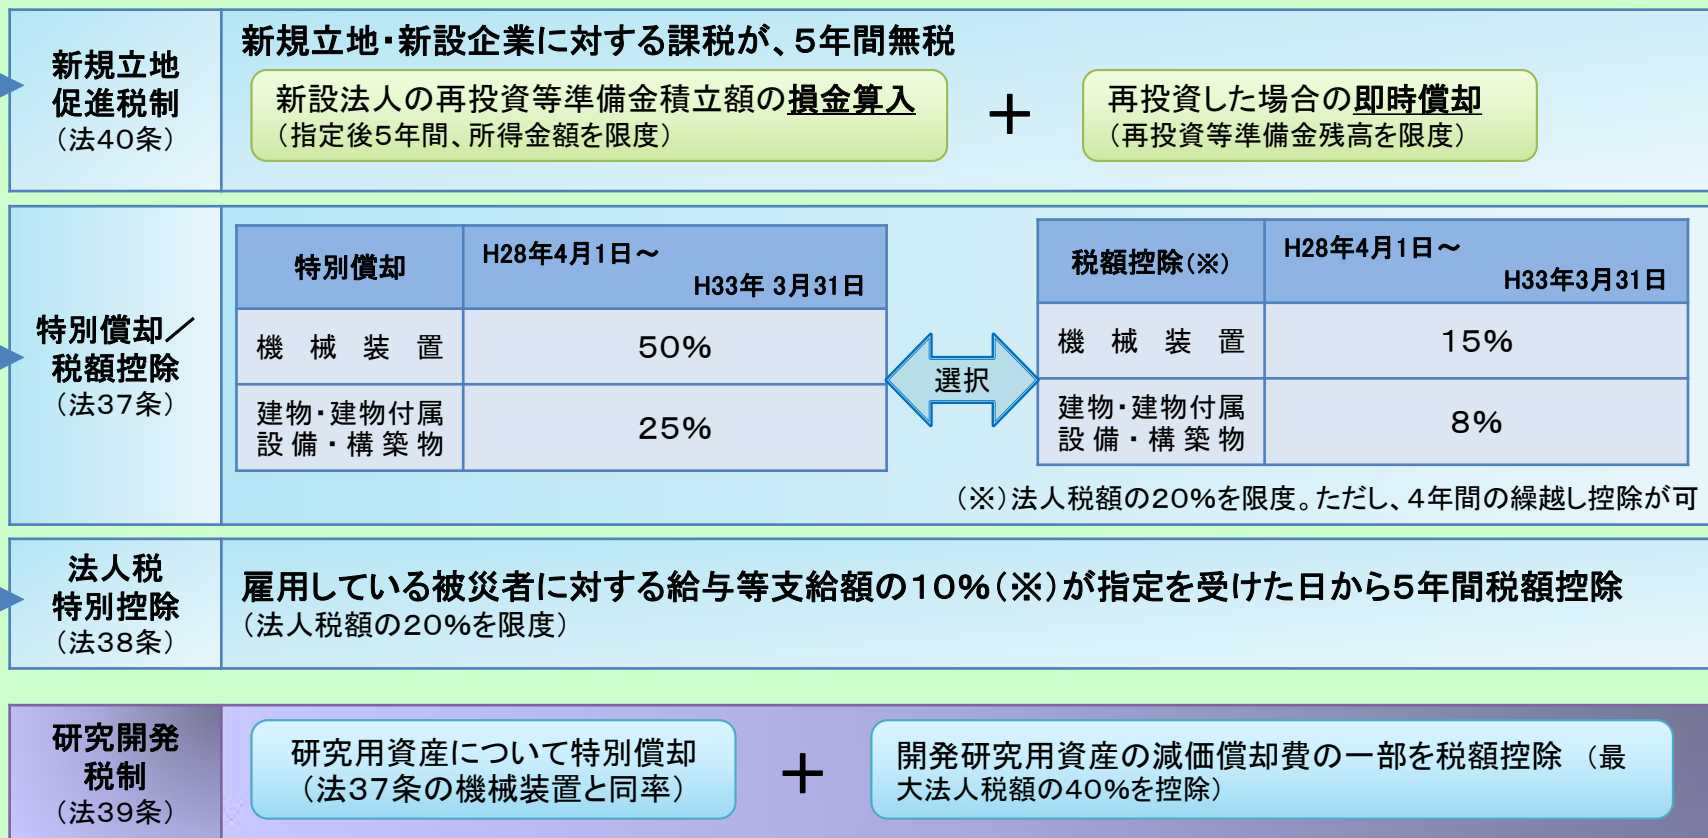 新規立地
促進税制
（法40条）
新規立地・新設企業に対する課税が、5年間無税
新設法人の再投資等準備金積立額の損金算入
（指定後5年間、所得金額を限度）
＋
再投資した場合の即時償却
（再投資等準備金残高を限度）
特別償却／
税額控除
（法37条）
特別償却
H28年4月1日～
H33年 3月31日
機 械 装 置
50%
建物・建物付属
設備・構築物
25%
選択
税額控除（※）
H28年4月1日～
H33年3月31日
機 械 装 置
15%
建物・建物付属
設備・構築物
8%
（※）法人税額の20%を限度。ただし、4年間の繰越し控除が可
法人税
特別控除
（法38条）
雇用している被災者に対する給与等支給額の10%（※）が指定を受けた日から5年間税額控除
（法人税額の20%を限度）
研究開発
税制
（法39条）
研究用資産について特別償却
（法37条の機械装置と同率）
＋
開発研究用資産の減価償却費の一部を税額控除 （最
大法人税額の40%を控除）